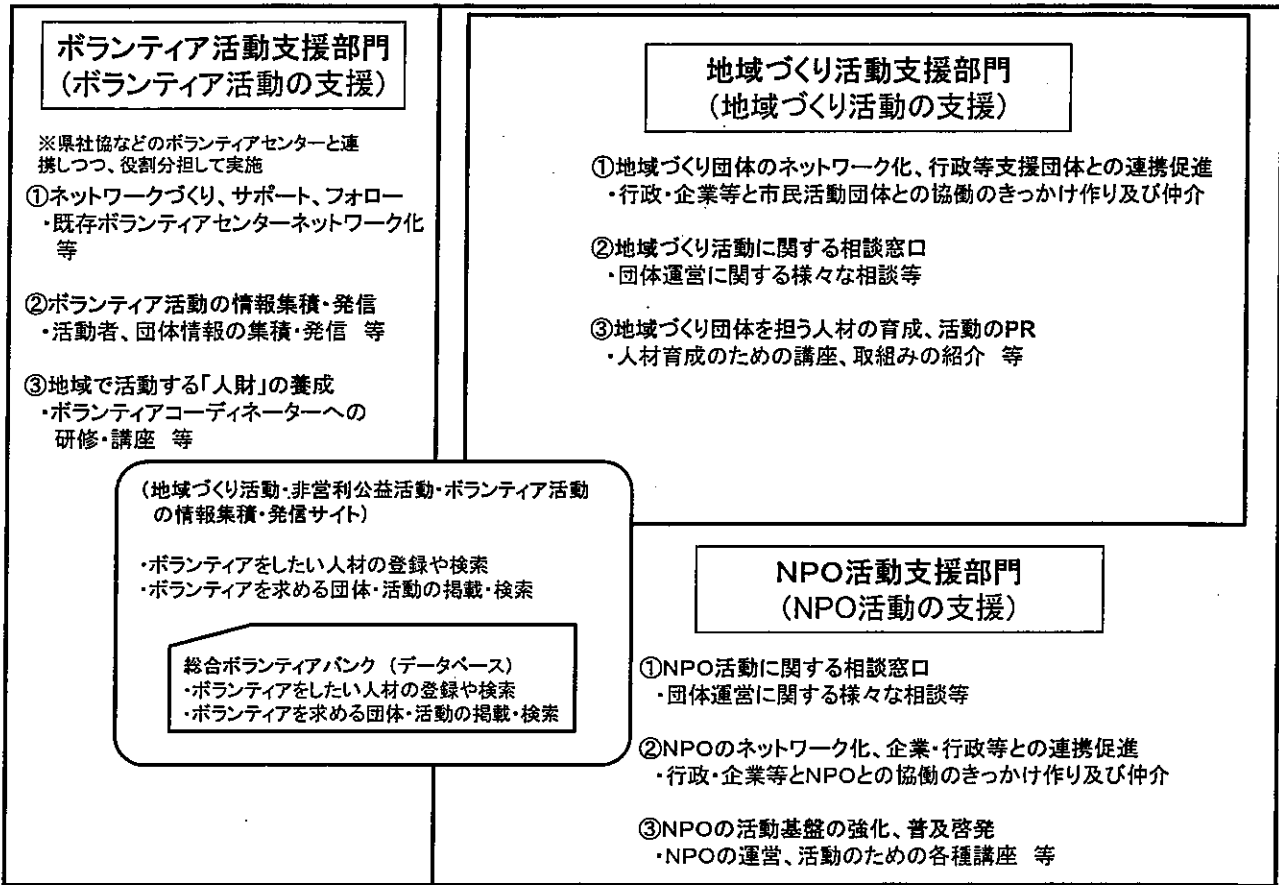 ボランティア活動支援部門
(ボランティア活動の支援)
※県社協などのボランティアセンターと連
携しつつ、役割分担して実施
①ネットワークづくり、サポート、フォロー
・既存ボランティアセンターネットワーク化
等
②ボランティア活動の情報集積・発信
・活動者、団体情報の集積・発信 等
③地域で活動する「人財」の養成
・ボランティアコーディネーターへの
研修・講座 等
地域づくり活動支援部門
(地域づくり活動の支援)
①地域づくり団体のネットワーク化、行政等支援団体との連携促進
・行政・企業等と市民活動団体との協働のきっかけ作り及び仲介
②地域づくり活動に関する相談窓口
・団体運営に関する様々な相談等
③地域づくり団体を担う人材の育成、活動のPR
・人材育成のための講座、取組みの紹介 等
(地域づくり活動・非営利公益活動・ボランティア活動
の情報集積・発信サイト)
・ボランティアをしたい人材の登録や検索
・ボランティアを求める団体・活動の掲載・検索
総合ボランティアバンク (データベース)
・ボランティアをしたい人材の登録や検索
・ボランティアを求める団体・活動の掲載・検索
NPO活動支援部門
(NPO活動の支援)
①NPO活動に関する相談窓口
・団体運営に関する様々な相談等
②NPOのネットワーク化、企業・行政等との連携促進
・行政・企業等とNPOとの協働のきっかけ作り及び仲介
③NPOの活動基盤の強化、普及啓発
・NPOの運営、活動のための各種講座 等